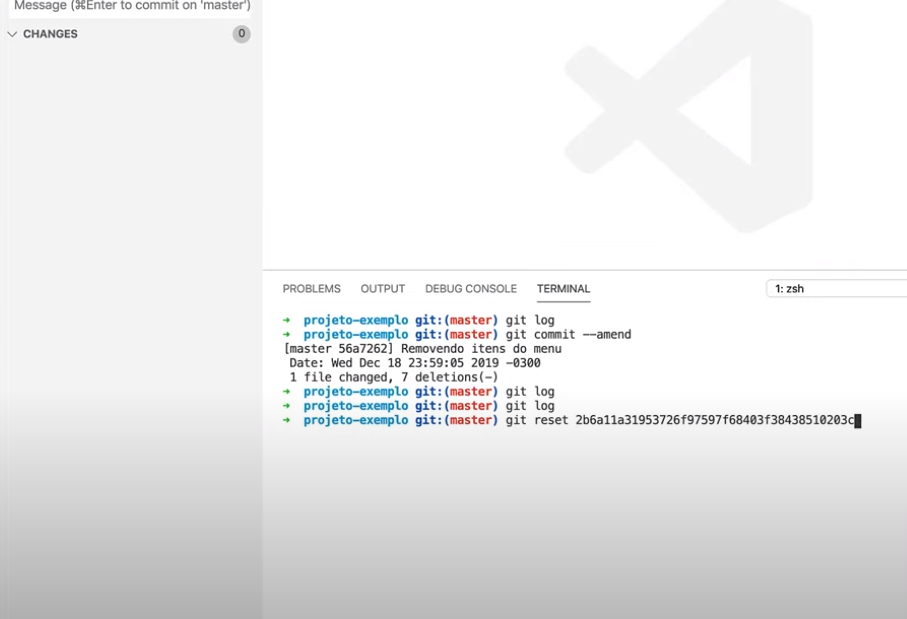 Message (⌘Enter to commit on 'master')
CHANGES 0
PROBLEMS OUTPUT DEBUG CONSOLE TERMINAL 1: zsh
➜ projeto-exemplo git:(master) git log
➜ projeto-exemplo git:(master) git commit --amend
[master 56a7262] Removendo itens do menu
Date: Wed Dec 18 23:59:05 2019 -0300
1 file changed, 7 deletions(-)
➜ projeto-exemplo git:(master) git log
➜ projeto-exemplo git:(master) git log
➜ projeto-exemplo git:(master) git reset 2b6a11a31953726f97597f68403f38438510203c